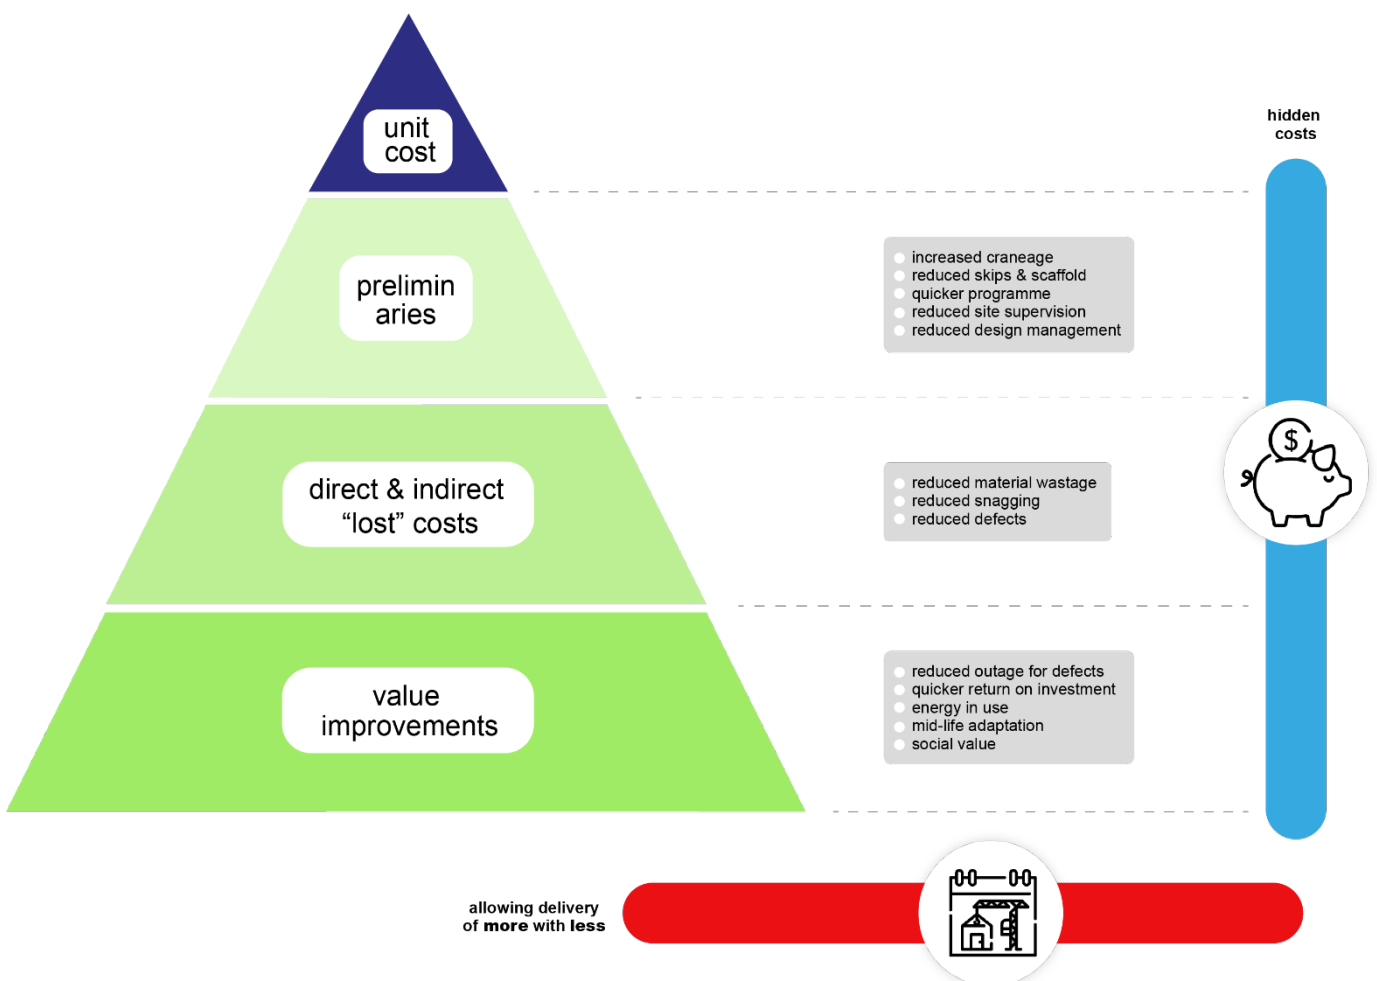 unit
cost
hidden
costs
prelimin
aries
increased craneage
reduced skips & scaffold
quicker programme
reduced site supervision
reduced design management
$
direct & indirect
“lost” costs
reduced material wastage
reduced snagging
reduced defects
value
improvements
reduced outage for defects
quicker return on investment
energy in use
mid-life adaptation
social value
allowing delivery
of more with less